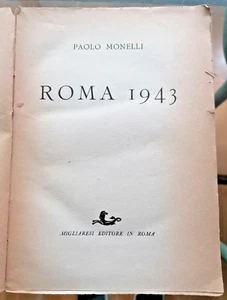 PAOLO MONELLI
ROMA 1943
MIGLIARESI EDITORE IN ROMA